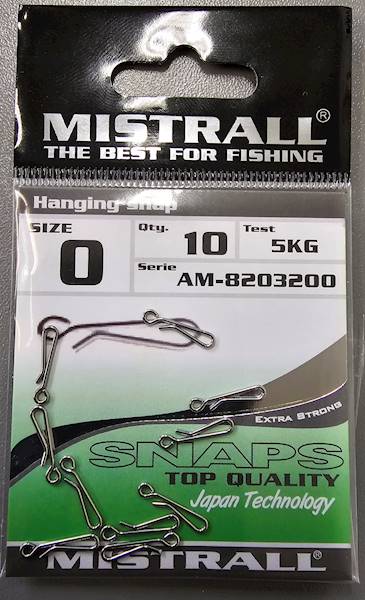 MISTRALL®
THE BEST FOR FISHING
Hanging snap
SIZE
0
Qty.
10
Test
5KG
Serie
AM-8203200
EXTRA STRONG
SNAPS
TOP QUALITY
Japan Technology
MISTRALL